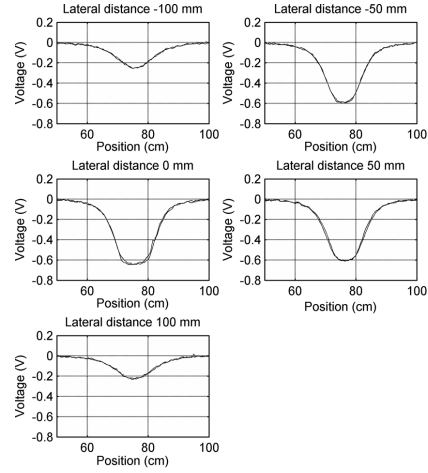 Lateral distance -100 mm
0.2
0
-0.2
-0.4
-0.6
-0.8
Voltage (V)
60 80 100
Position (cm)
Lateral distance -50 mm
0.2
0
-0.2
-0.4
-0.6
-0.8
Voltage (V)
60 80 100
Position (cm)
Lateral distance 0 mm
0.2
0
-0.2
-0.4
-0.6
-0.8
Voltage (V)
60 80 100
Position (cm)
Lateral distance 50 mm
0.2
0
-0.2
-0.4
-0.6
-0.8
Voltage (V)
60 80 100
Position (cm)
Lateral distance 100 mm
0.2
0
-0.2
-0.4
-0.6
-0.8
Voltage (V)
60 80 100
Position (cm)